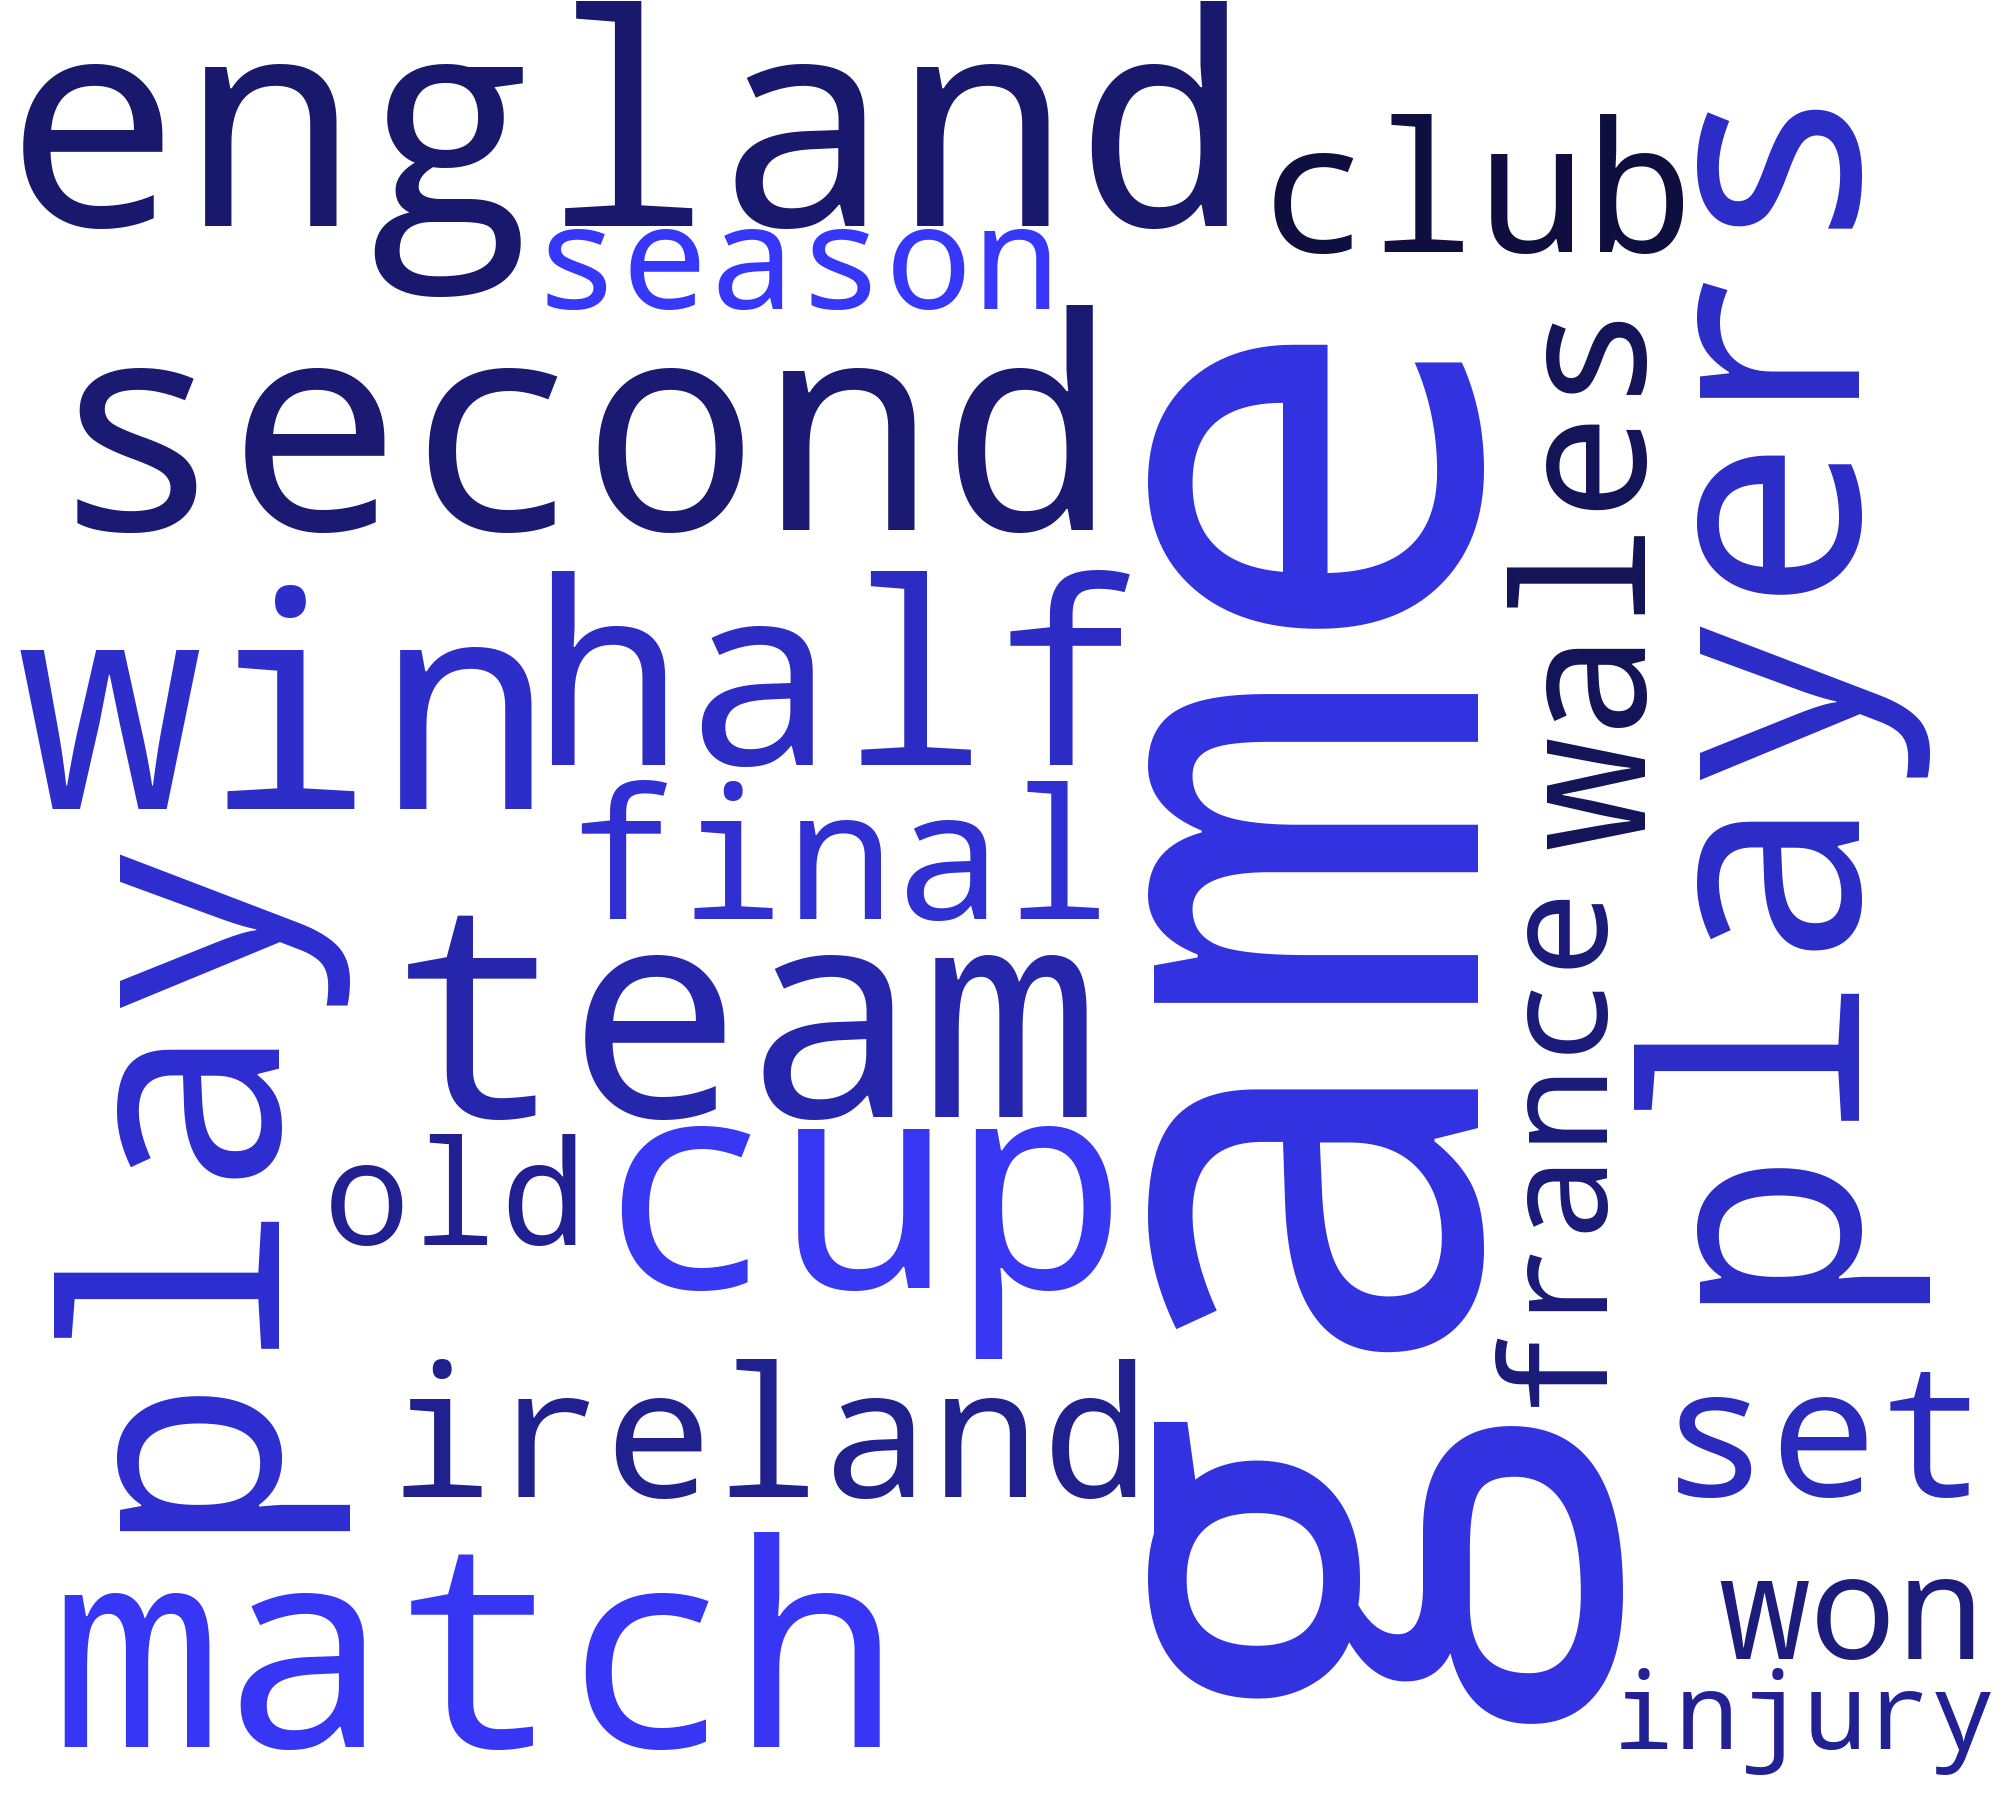 england
club
season
second
players
wales
game
win
half
final
play
team
france
old
cup
ireland
set
match
won
injury